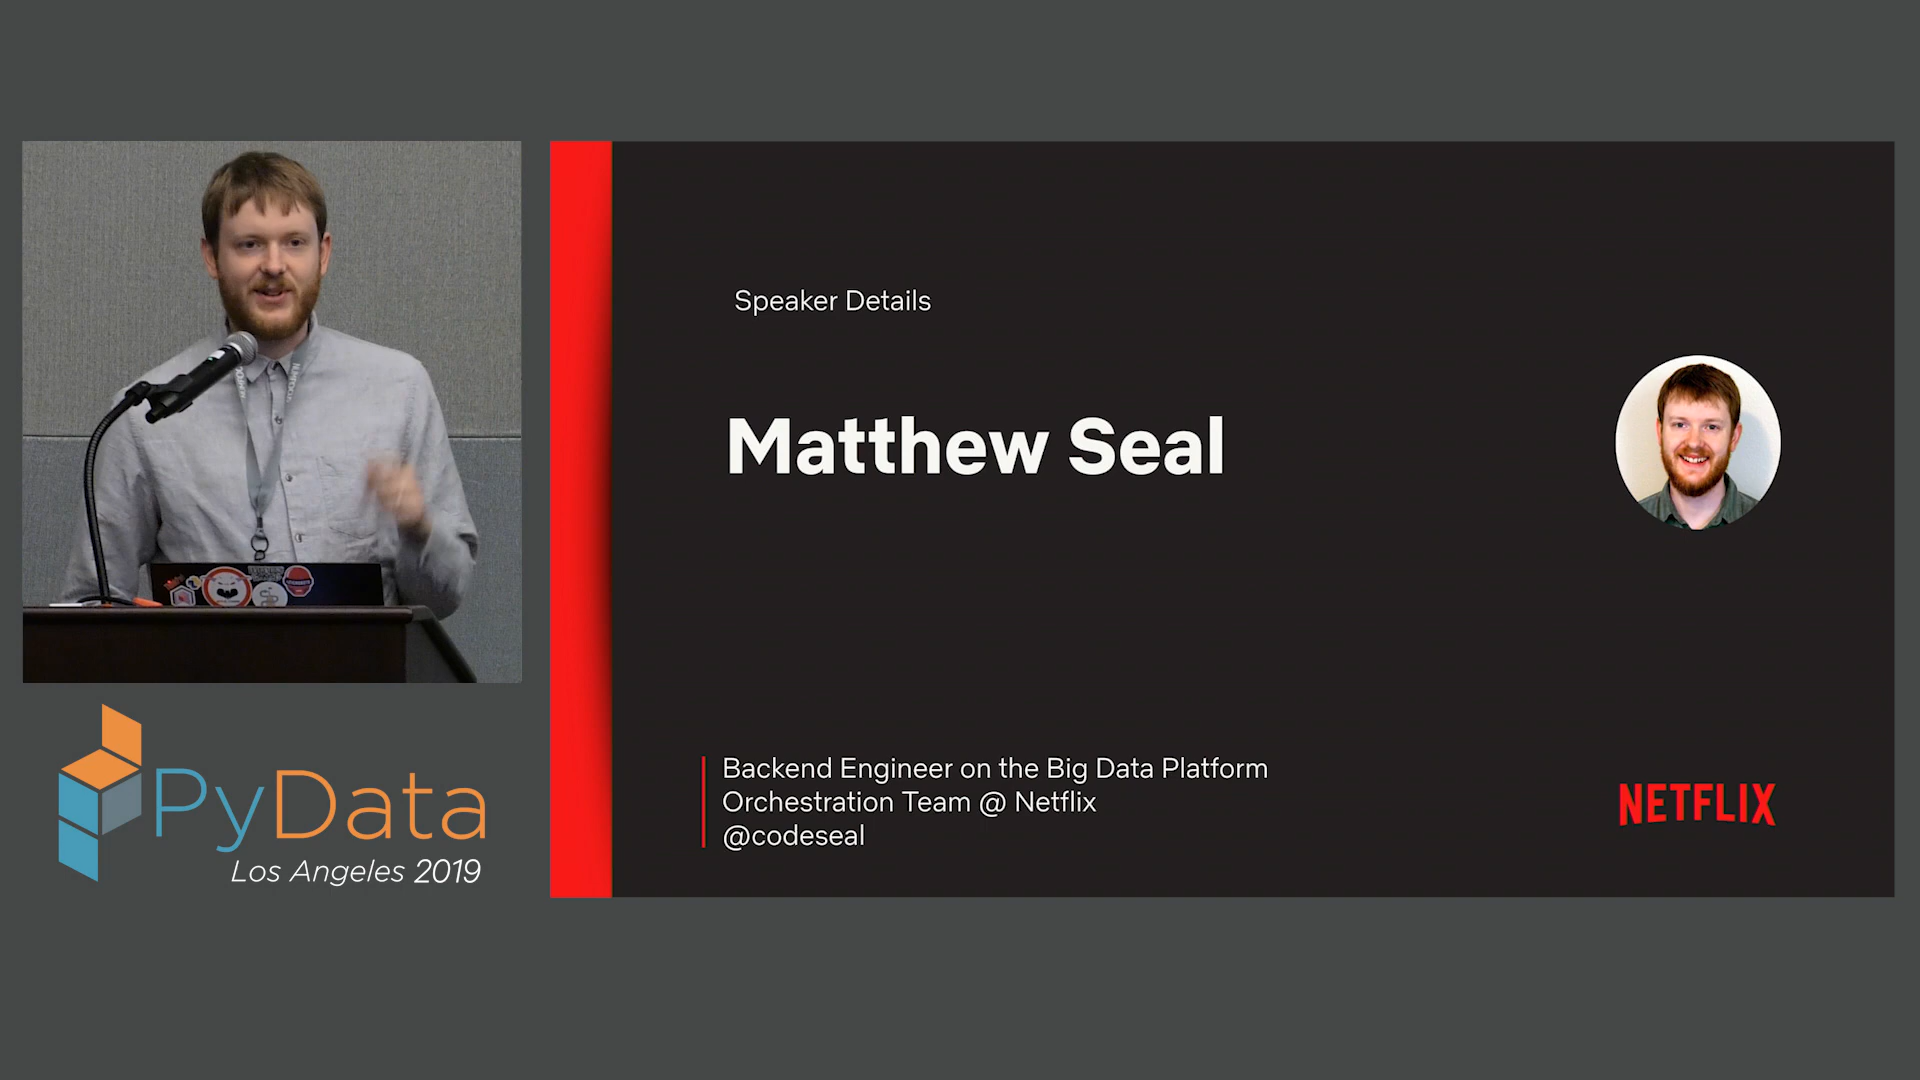 Speaker Details
Matthew Seal
Backend Engineer on the Big Data Platform
Orchestration Team @ Netflix
@codeseal
NETFLIX
PyData
Los Angeles 2019